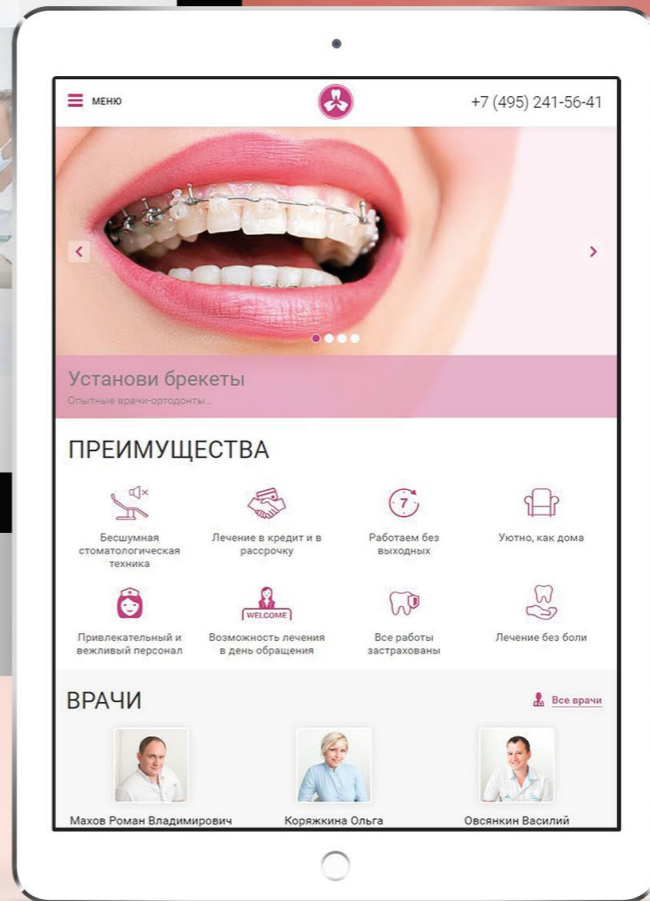 МЕНЮ
+7 (495) 241-56-41
Установи брекеты
Опытные врачи-ортодонты...
ПРЕИМУЩЕСТВА
7
Бесшумная
стоматологическая
техника
Лечение в кредит и в
рассрочку
Работаем без
выходных
Уютно, как дома
WELCOME
Привлекательный и
вежливый персонал
Возможность лечения
в день обращения
Все работы
застрахованы
Лечение без боли
ВРАЧИ
Все врачи
Махов Роман Владимирович
Коряжкина Ольга
Овсянкин Василий